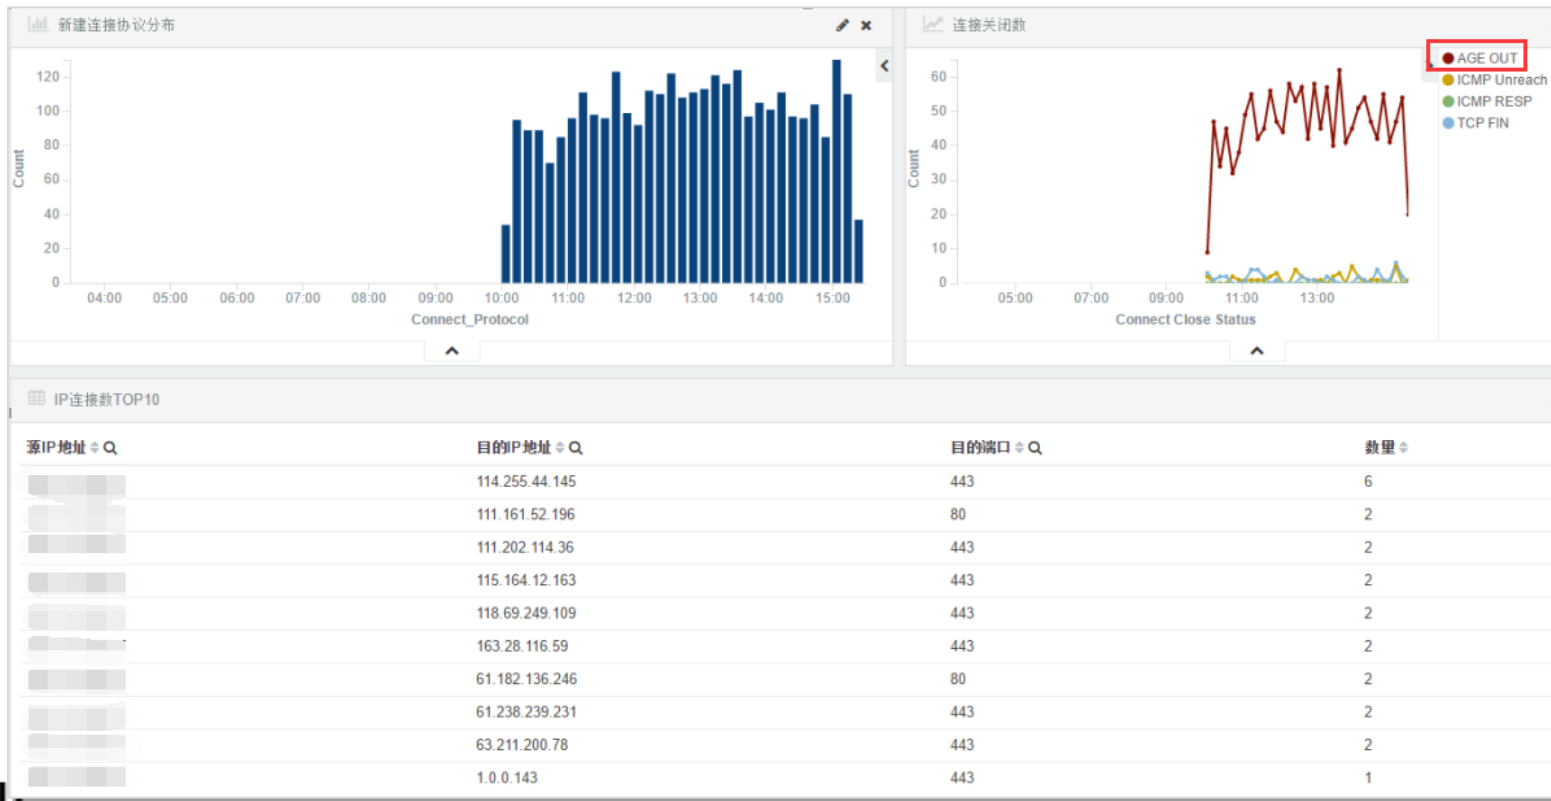 新建连接协议分布
120
100
80
60
40
20
0
Count
04:00 05:00 06:00 07:00 08:00 09:00 10:00 11:00 12:00 13:00 14:00 15:00
Connect_Protocol
连接关闭数
60
50
40
30
20
10
0
Count
05:00 07:00 09:00 11:00 13:00
Connect Close Status
AGE OUT
ICMP Unreach
ICMP RESP
TCP FIN
IP连接数TOP10
源IP地址 目的IP地址 目的端口 数量
114.255.44.145 443 6
111.161.52.196 80 2
111.202.114.36 443 2
115.164.12.163 443 2
118.69.249.109 443 2
163.28.116.59 443 2
61.182.136.246 80 2
61.238.239.231 443 2
63.211.200.78 443 2
1.0.0.143 443 1